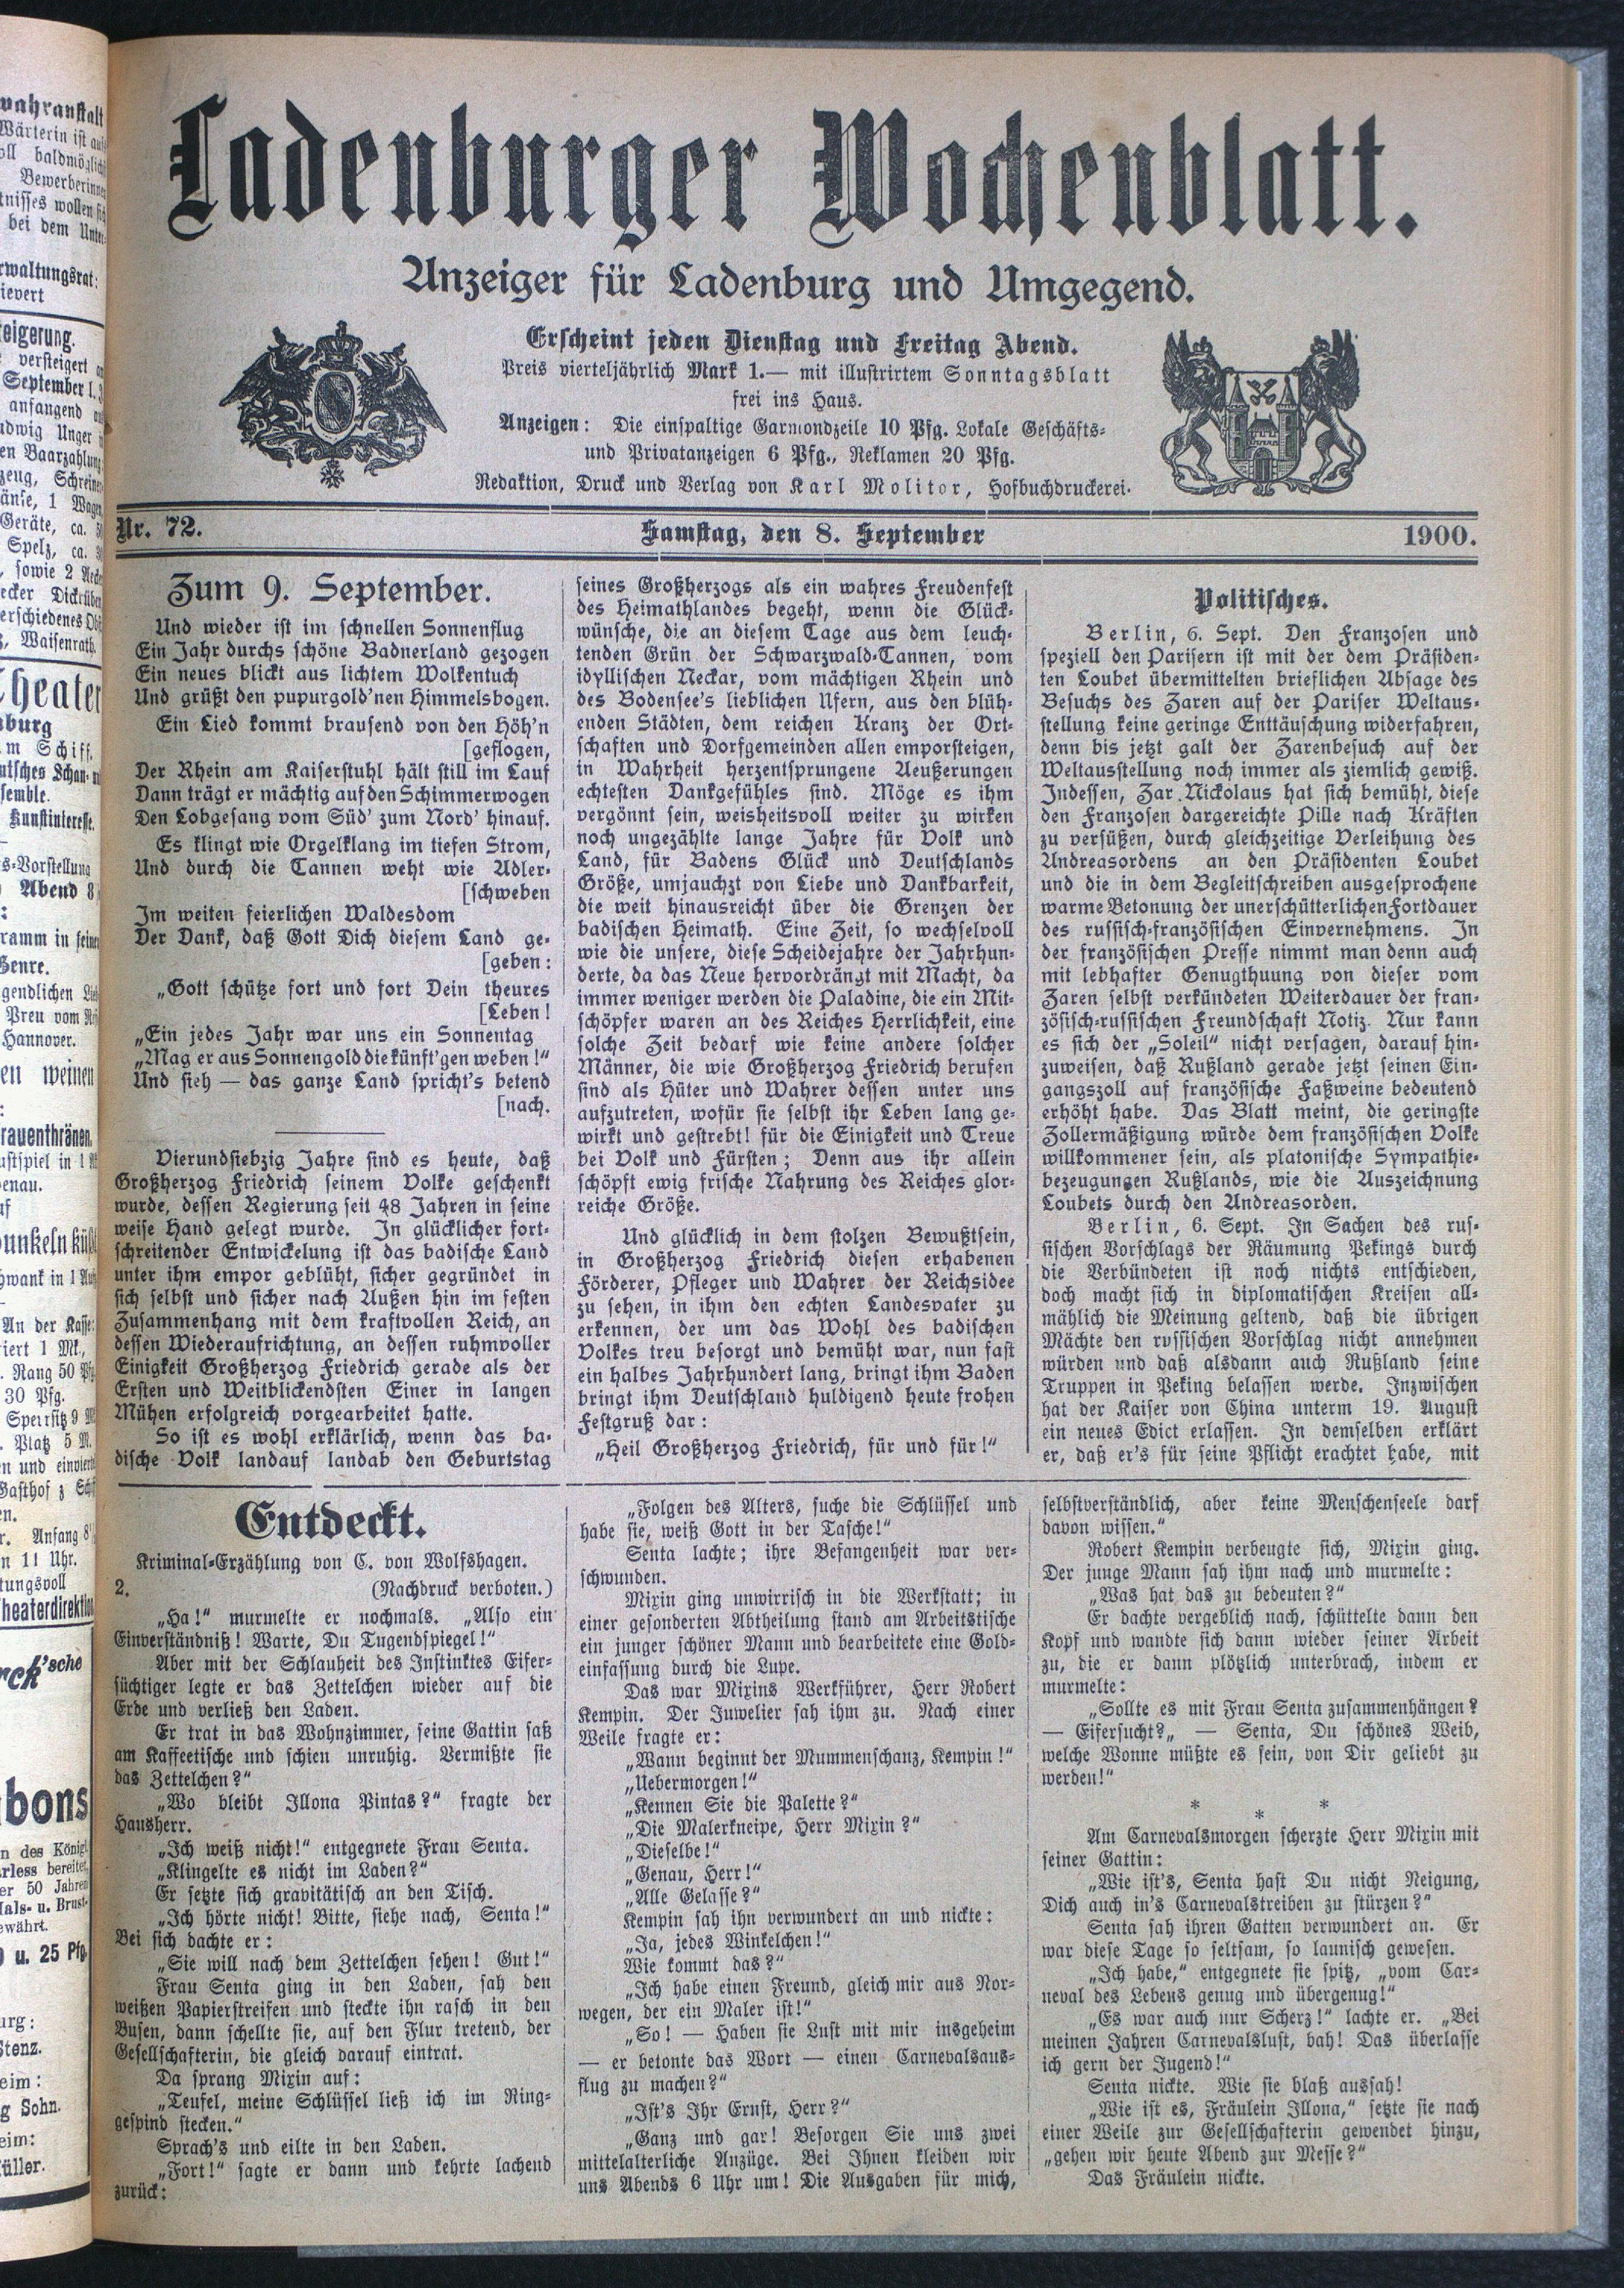 Ladenburger Wochenblatt.
Anzeiger für Ladenburg und Umgegend.
Erscheint jeden Dienstag und Freitag Abend.
Preis vierteljährlich Mark 1.— mit illustrirtem Sonntagsblatt
frei ins Haus.
Anzeigen: Die einspaltige Garmondzeile 10 Pfg. Lokale Geschäfts-
und Privatanzeigen 6 Pfg., Reklamen 20 Pfg.
Redaktion, Druck und Verlag von Karl Molitor, Hofbuchdruckerei.
Nr. 72.
Samstag, den 8. September
1900.
Zum 9. September.
Und wieder ist im schnellen Sonnenflug
Ein Jahr durchs schöne Badnerland gezogen
Ein neues blickt aus lichtem Wolkentuch
Und grüßt den pupurgold'nen Himmelsbogen.
Ein Lied kommt brausend von den Höh'n
[geflogen,
Der Rhein am Kaiserstuhl hält still im Lauf
Dann trägt er mächtig auf den Schimmerwogen
Den Lobgesang vom Süd' zum Nord' hinauf.
Es klingt wie Orgelklang im tiefen Strom,
Und durch die Tannen weht wie Adler-
[schweben
Im weiten feierlichen Waldesdom
Der Dank, daß Gott Dich diesem Land ge-
[geben:
„Gott schütze fort und fort Dein theures
[Leben!
„Ein jedes Jahr war uns ein Sonnentag
„Mag er aus Sonnengold die künft'gen weben!"
Und sieh — das ganze Land spricht's betend
[nach.
Vierundsiebzig Jahre sind es heute, daß
Großherzog Friedrich seinem Volke geschenkt
wurde, dessen Regierung seit 48 Jahren in seine
weise Hand gelegt wurde. In glücklicher fort-
schreitender Entwickelung ist das badische Land
unter ihm empor geblüht, sicher gegründet in
sich selbst und sicher nach Außen hin im festen
Zusammenhang mit dem kraftvollen Reich, an
dessen Wiederaufrichtung, an dessen ruhmvoller
Einigkeit Großherzog Friedrich gerade als der
Ersten und Weitblickendsten Einer in langen
Mühen erfolgreich vorgearbeitet hatte.
So ist es wohl erklärlich, wenn das ba-
dische Volk landauf landab den Geburtstag
seines Großherzogs als ein wahres Freudenfest
des Heimathlandes begeht, wenn die Glück-
wünsche, die an diesem Tage aus dem leuch-
tenden Grün der Schwarzwald-Tannen, vom
idyllischen Neckar, vom mächtigen Rhein und
des Bodensee's lieblichen Ufern, aus den blüh-
enden Städten, dem reichen Kranz der Ort-
schaften und Dorfgemeinden allen emporsteigen,
in Wahrheit herzentsprungene Aeußerungen
echtesten Dankgefühles sind. Möge es ihm
vergönnt sein, weisheitsvoll weiter zu wirken
noch ungezählte lange Jahre für Volk und
Land, für Badens Glück und Deutschlands
Größe, umjauchzt von Liebe und Dankbarkeit,
die weit hinausreicht über die Grenzen der
badischen Heimath. Eine Zeit, so wechselvoll
wie die unsere, diese Scheidejahre der Jahrhun-
derte, da das Neue hervordrängt mit Macht, da
immer weniger werden die Paladine, die ein Mit-
schöpfer waren an des Reiches Herrlichkeit, eine
solche Zeit bedarf wie keine andere solcher
Männer, die wie Großherzog Friedrich berufen
sind als Hüter und Wahrer dessen unter uns
aufzutreten, wofür sie selbst ihr Leben lang ge-
wirkt und gestrebt! für die Einigkeit und Treue
bei Volk und Fürsten; Denn aus ihr allein
schöpft ewig frische Nahrung des Reiches glor-
reiche Größe.
Und glücklich in dem stolzen Bewußtsein,
in Großherzog Friedrich diesen erhabenen
Förderer, Pfleger und Wahrer der Reichsidee
zu sehen, in ihm den echten Landesvater zu
erkennen, der um das Wohl des badischen
Volkes treu besorgt und bemüht war, nun fast
ein halbes Jahrhundert lang, bringt ihm Baden
bringt ihm Deutschland huldigend heute frohen
Festgruß dar:
„Heil Großherzog Friedrich, für und für!"
Politisches.
Berlin, 6. Sept. Den Franzosen und
speziell den Parisern ist mit der dem Präsiden-
ten Loubet übermittelten brieflichen Absage des
Besuchs des Zaren auf der Pariser Weltaus-
stellung keine geringe Enttäuschung widerfahren,
denn bis jetzt galt der Zarenbesuch auf der
Weltausstellung noch immer als ziemlich gewiß.
Indessen, Zar Nickolaus hat sich bemüht, diese
den Franzosen dargereichte Pille nach Kräften
zu versüßen, durch gleichzeitige Verleihung des
Andreasordens an den Präsidenten Loubet
und die in dem Begleitschreiben ausgesprochene
warme Betonung der unerschütterlichen Fortdauer
des russisch-französischen Einvernehmens. In
der französischen Presse nimmt man denn auch
mit lebhafter Genugthuung von dieser vom
Zaren selbst verkündeten Weiterdauer der fran-
zösisch-russischen Freundschaft Notiz. Nur kann
es sich der „Soleil" nicht versagen, darauf hin-
zuweisen, daß Rußland gerade jetzt seinen Ein-
gangszoll auf französische Faßweine bedeutend
erhöht habe. Das Blatt meint, die geringste
Zollermäßigung würde dem französischen Volke
willkommener sein, als platonische Sympathie-
bezeugungen Rußlands, wie die Auszeichnung
Loubets durch den Andreasorden.
Berlin, 6. Sept. In Sachen des rus-
sischen Vorschlags der Räumung Pekings durch
die Verbündeten ist noch nichts entschieden,
doch macht sich in diplomatischen Kreisen all-
mählich die Meinung geltend, daß die übrigen
Mächte den russischen Vorschlag nicht annehmen
würden und daß alsdann auch Rußland seine
Truppen in Peking belassen werde. Inzwischen
hat der Kaiser von China unterm 19. August
ein neues Edict erlassen. In demselben erklärt
er, daß er's für seine Pflicht erachtet habe, mit
Entdeckt.
Kriminal-Erzählung von C. von Wolfshagen.
2. (Nachdruck verboten.)
„Ha!" murmelte er nochmals. „Also ein
Einverständniß! Warte, Du Tugendspiegel!"
Aber mit der Schlauheit des Instinktes Eifer-
süchtiger legte er das Zettelchen wieder auf die
Erde und verließ den Laden.
Er trat in das Wohnzimmer, seine Gattin saß
am Kaffeetische und schien unruhig. Vermißte sie
das Zettelchen?"
„Wo bleibt Illona Pintas?" fragte der
Hausherr.
„Ich weiß nicht!" entgegnete Frau Senta.
„Klingelte es nicht im Laden?"
Er setzte sich gravitätisch an den Tisch.
„Ich hörte nicht! Bitte, siehe nach, Senta!"
Bei sich dachte er:
„Sie will nach dem Zettelchen sehen! Gut!"
Frau Senta ging in den Laden, sah den
weißen Papierstreifen und steckte ihn rasch in den
Busen, dann schellte sie, auf den Flur tretend, der
Gesellschafterin, die gleich darauf eintrat.
Da sprang Mixin auf:
„Teufel, meine Schlüssel ließ ich im Ring-
gespind stecken."
Sprach's und eilte in den Laden.
„Fort!" sagte er dann und kehrte lachend
zurück:
„Folgen des Alters, suche die Schlüssel und
habe sie, weiß Gott in der Tasche!"
Senta lachte; ihre Befangenheit war ver-
schwunden.
Mixin ging unwirrisch in die Werkstatt; in
einer gesonderten Abtheilung stand am Arbeitstische
ein junger schöner Mann und bearbeitete eine Gold-
einfassung durch die Lupe.
Das war Mixins Werkführer, Herr Robert
Kempin. Der Juwelier sah ihm zu. Nach einer
Weile fragte er:
„Wann beginnt der Mummenschanz, Kempin!"
„Uebermorgen!"
„Kennen Sie die Palette?"
„Die Malerkneipe, Herr Mixin?"
„Dieselbe!"
„Genau, Herr!"
„Alle Gelasse?"
Kempin sah ihn verwundert an und nickte:
„Ja, jedes Winkelchen!"
Wie kommt das?"
„Ich habe einen Freund, gleich mir aus Nor-
wegen, der ein Maler ist!"
„So! — Haben sie Lust mit mir insgeheim
— er betonte das Wort — einen Carnevalsaus-
flug zu machen?"
„Ist's Ihr Ernst, Herr?"
„Ganz und gar! Besorgen Sie uns zwei
mittelalterliche Anzüge. Bei Ihnen kleiden wir
uns Abends 6 Uhr um! Die Ausgaben für mich,
selbstverständlich, aber keine Menschenseele darf
davon wissen."
Robert Kempin verbeugte sich, Mixin ging.
Der junge Mann sah ihm nach und murmelte:
„Was hat das zu bedeuten?"
Er dachte vergeblich nach, schüttelte dann den
Kopf und wandte sich dann wieder seiner Arbeit
zu, die er dann plötzlich unterbrach, indem er
murmelte:
„Sollte es mit Frau Senta zusammenhängen?
— Eifersucht?„ — Senta, Du schönes Weib,
welche Wonne müßte es sein, von Dir geliebt zu
werden!"
* * *
Am Carnevalsmorgen scherzte Herr Mixin mit
seiner Gattin:
„Wie ist's, Senta hast Du nicht Neigung,
Dich auch in's Carnevalstreiben zu stürzen?"
Senta sah ihren Gatten verwundert an. Er
war diese Tage so seltsam, so launisch gewesen.
„Ich habe," entgegnete sie spitz, „vom Car-
neval des Lebens genug und übergenug!"
„Es war auch nur Scherz!" lachte er. „Bei
meinen Jahren Carnevalslust, bah! Das überlasse
ich gern der Jugend!"
Senta nickte. Wie sie blaß aussah!
„Wie ist es, Fräulein Illona," setzte sie nach
einer Weile zur Gesellschafterin gewendet hinzu,
„gehen wir heute Abend zur Messe?"
Das Fräulein nickte.